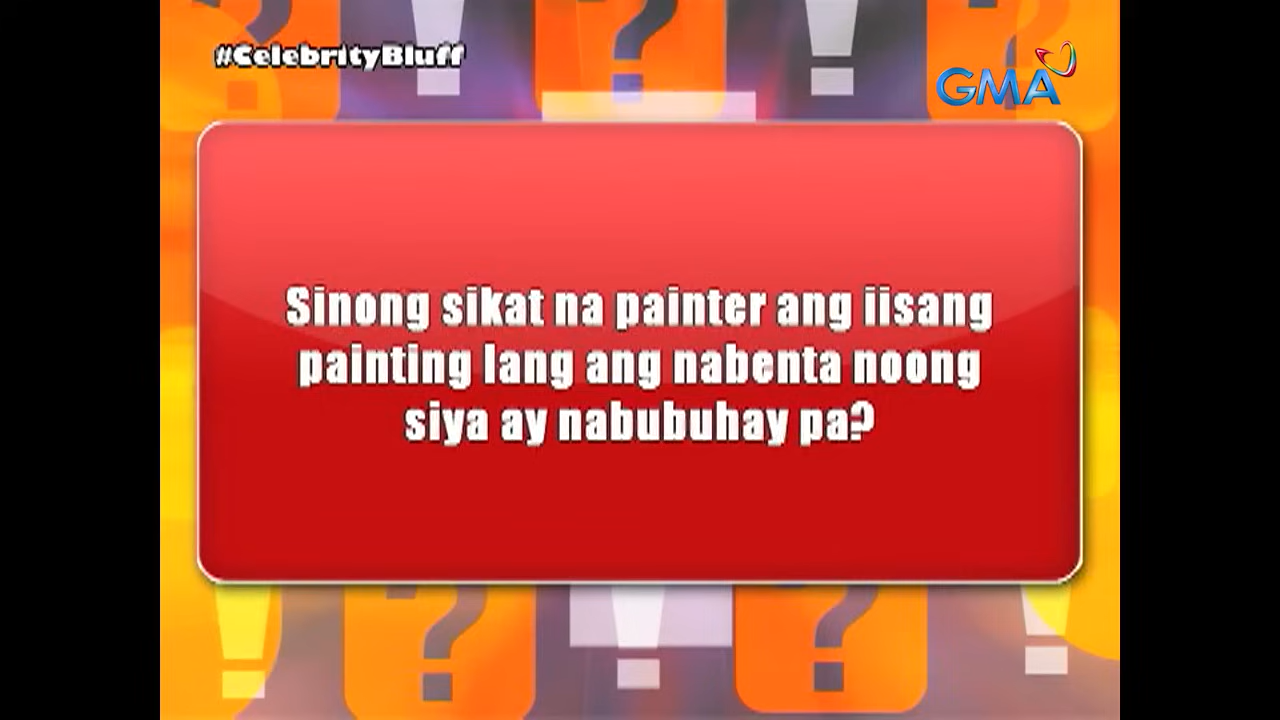 #CelebrityBluff
GMA
Sinong sikat na painter ang iisang
painting lang ang nabenta noong
siya ay nabubuhay pa?